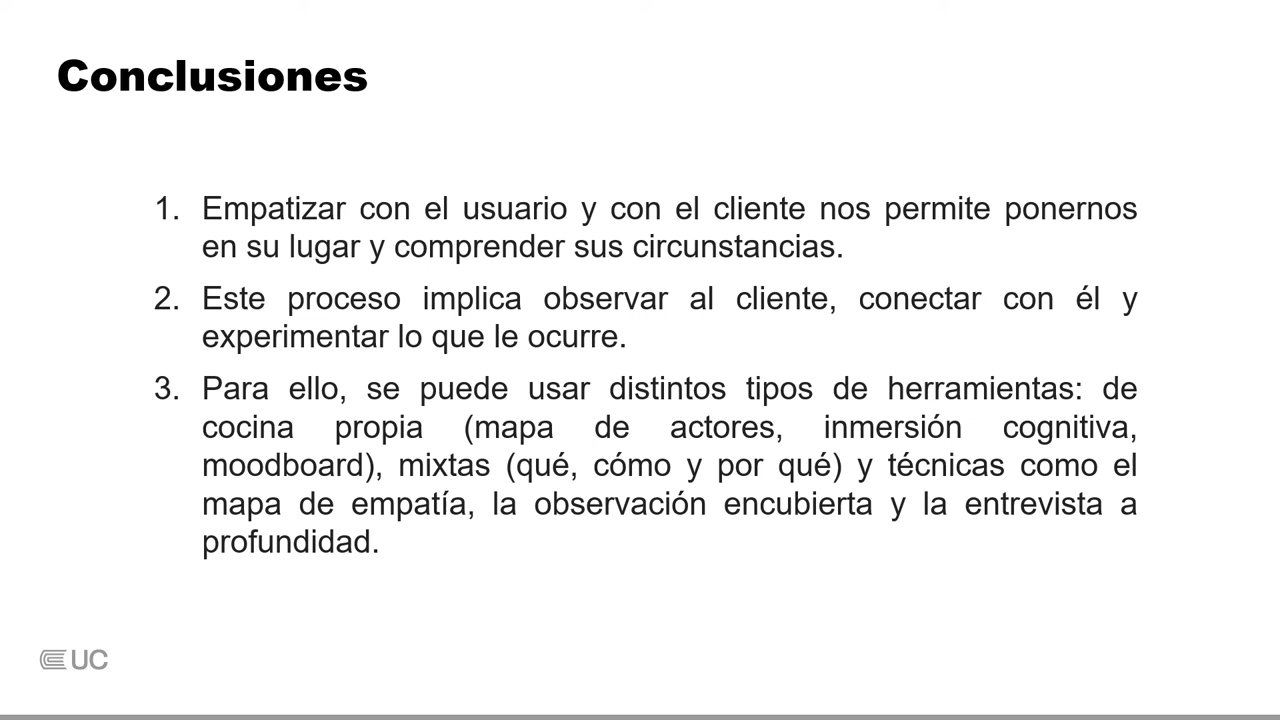 Conclusiones
1. Empatizar con el usuario y con el cliente nos permite ponernos
en su lugar y comprender sus circunstancias.
2. Este proceso implica observar al cliente, conectar con él y
experimentar lo que le ocurre.
3. Para ello, se puede usar distintos tipos de herramientas: de
cocina propia (mapa de actores, inmersión cognitiva,
moodboard), mixtas (qué, cómo y por qué) y técnicas como el
mapa de empatía, la observación encubierta y la entrevista a
profundidad.
UC